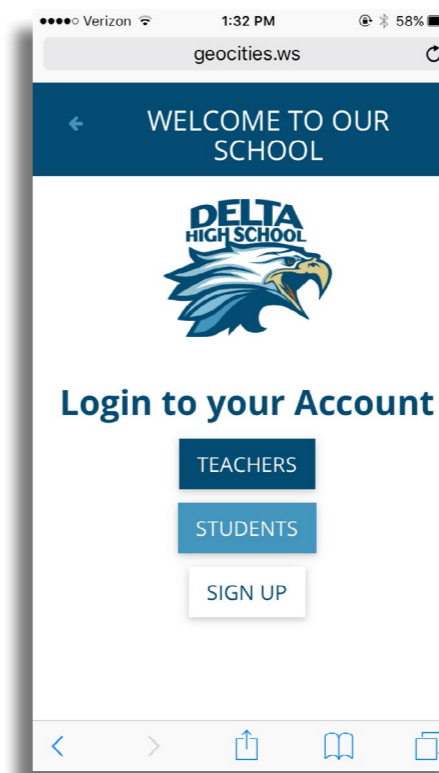 Verizon 1:32 PM 58%
geocities.ws
WELCOME TO OUR
SCHOOL
DELTA
HIGH SCHOOL
Login to your Account
TEACHERS
STUDENTS
SIGN UP